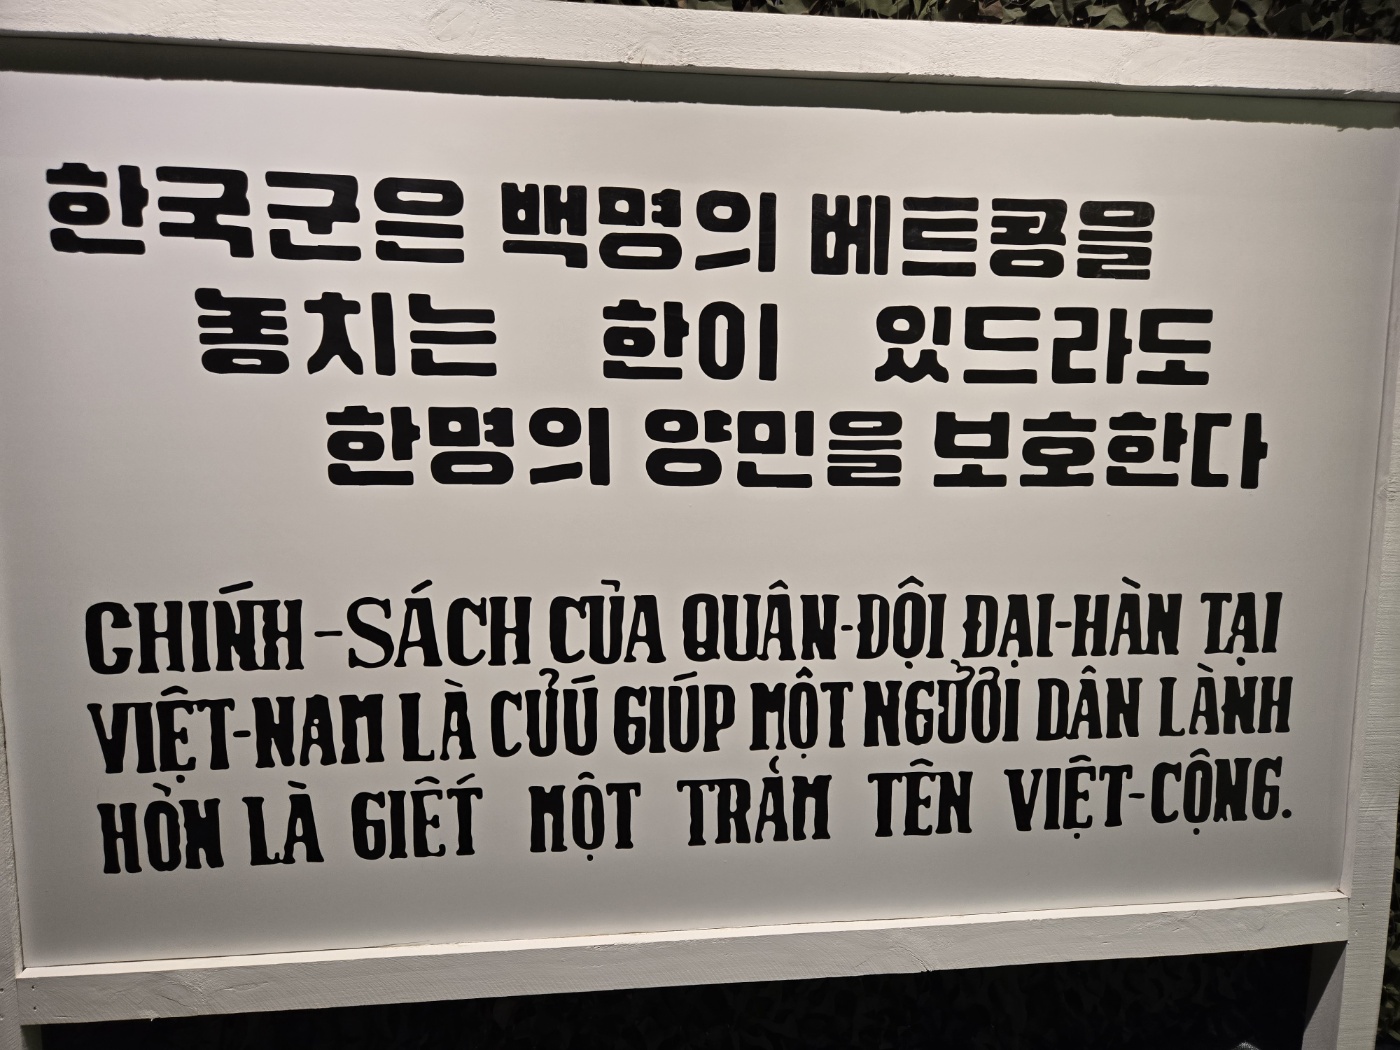 한국군은 백명의 베트콩을
놓치는 한이 있드라도
한명의 양민을 보호한다
CHÍNH-SÁCH CỦA QUÂN-ĐỘI ĐẠI-HÀN TẠI
VIỆT-NAM LÀ CỬÚ GIÚP MỘT NGƯỜI DÂN LÀNH
HƠN LÀ GIẾT MỘT TRĂM TÊN VIỆT-CỘNG.